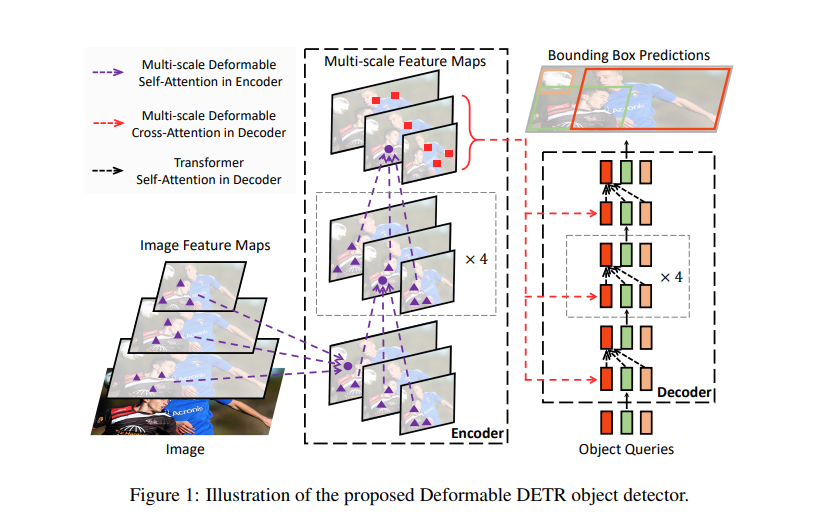 Multi-scale Deformable
Self-Attention in Encoder
Multi-scale Deformable
Cross-Attention in Decoder
Transformer
Self-Attention in Decoder
Image Feature Maps
Acronis
Image
Multi-scale Feature Maps
× 4
Encoder
Bounding Box Predictions
× 4
Decoder
Object Queries
Figure 1: Illustration of the proposed Deformable DETR object detector.